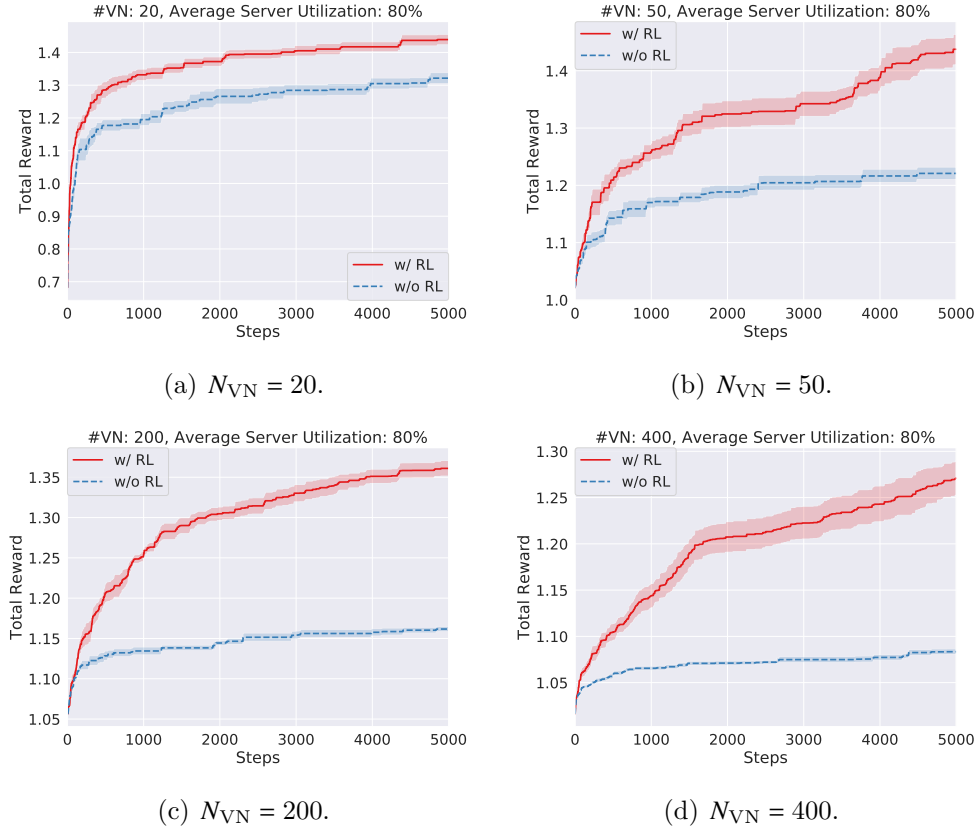 #VN: 20, Average Server Utilization: 80%
1.4
1.3
1.2
1.1
1.0
0.9
0.8
0.7
Total Reward
w/ RL
w/o RL
0 1000 2000 3000 4000 5000
Steps
(a) N_VN = 20.
#VN: 50, Average Server Utilization: 80%
w/ RL
w/o RL
1.4
1.3
1.2
1.1
1.0
Total Reward
0 1000 2000 3000 4000 5000
Steps
(b) N_VN = 50.
#VN: 200, Average Server Utilization: 80%
w/ RL
w/o RL
1.35
1.30
1.25
1.20
1.15
1.10
1.05
Total Reward
0 1000 2000 3000 4000 5000
Steps
(c) N_VN = 200.
#VN: 400, Average Server Utilization: 80%
w/ RL
w/o RL
1.30
1.25
1.20
1.15
1.10
1.05
Total Reward
0 1000 2000 3000 4000 5000
Steps
(d) N_VN = 400.